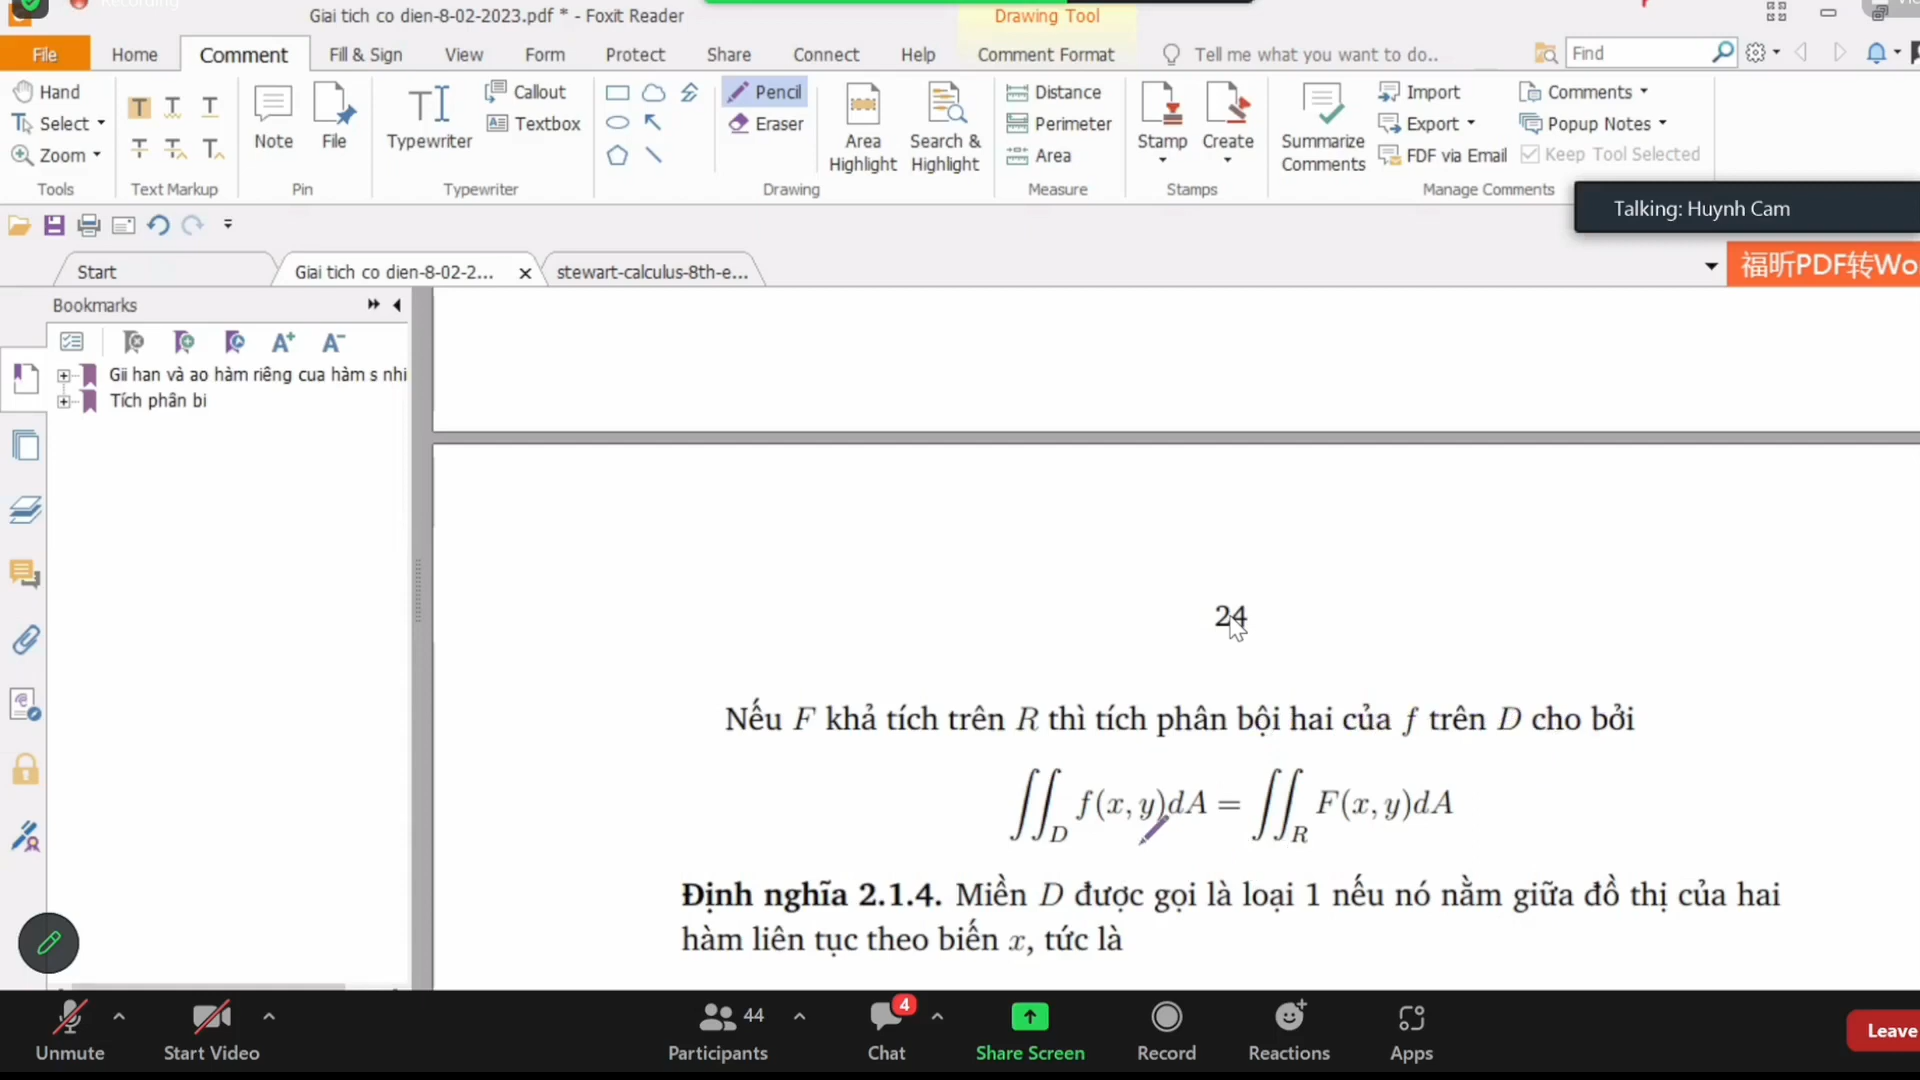 Recording
Giai tich co dien-8-02-2023.pdf * - Foxit Reader
Drawing Tool
File
Home
Comment
Fill & Sign
View
Form
Protect
Share
Connect
Help
Comment Format
Tell me what you want to do..
Find
Hand
Select
Zoom
Tools
Text Markup
Note
File
Pin
Typewriter
Callout
Textbox
Typewriter
Pencil
Eraser
Drawing
Area Highlight
Search & Highlight
Distance
Perimeter
Area
Measure
Stamp
Create
Stamps
Summarize Comments
Import
Export
FDF via Email
Comments
Popup Notes
Keep Tool Selected
Manage Comments
Talking: Huynh Cam
Start
Giai tich co dien-8-02-2...
stewart-calculus-8th-e...
福昕PDF转Wo
Bookmarks
Gii han và ao hàm riêng cua hàm s nhi
Tích phân bi
24
Nếu F khả tích trên R thì tích phân bội hai của f trên D cho bởi
∬_D f(x, y)dA = ∬_R F(x, y)dA
Định nghĩa 2.1.4. Miền D được gọi là loại 1 nếu nó nằm giữa đồ thị của hai
hàm liên tục theo biến x, tức là
Unmute
Start Video
44
Participants
4
Chat
Share Screen
Record
Reactions
Apps
Leave